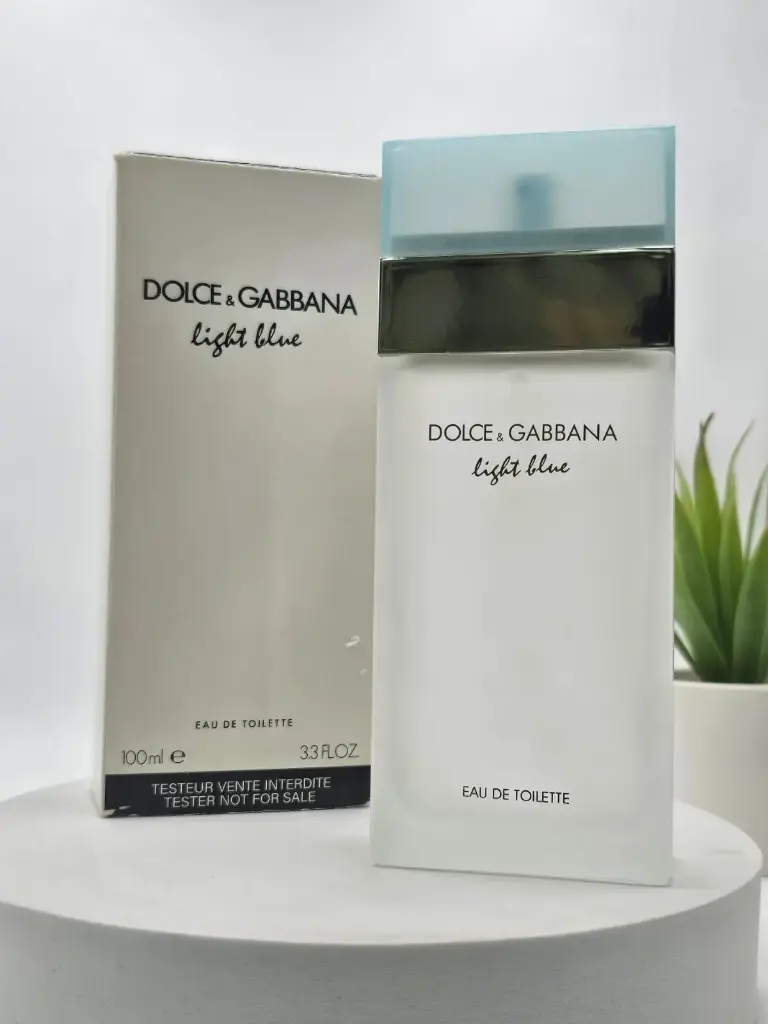 DOLCE & GABBANA
light blue
EAU DE TOILETTE
100ml e
3.3 FL.OZ
TESTEUR VENTE INTERDITE
TESTER NOT FOR SALE
DOLCE & GABBANA
light blue
EAU DE TOILETTE